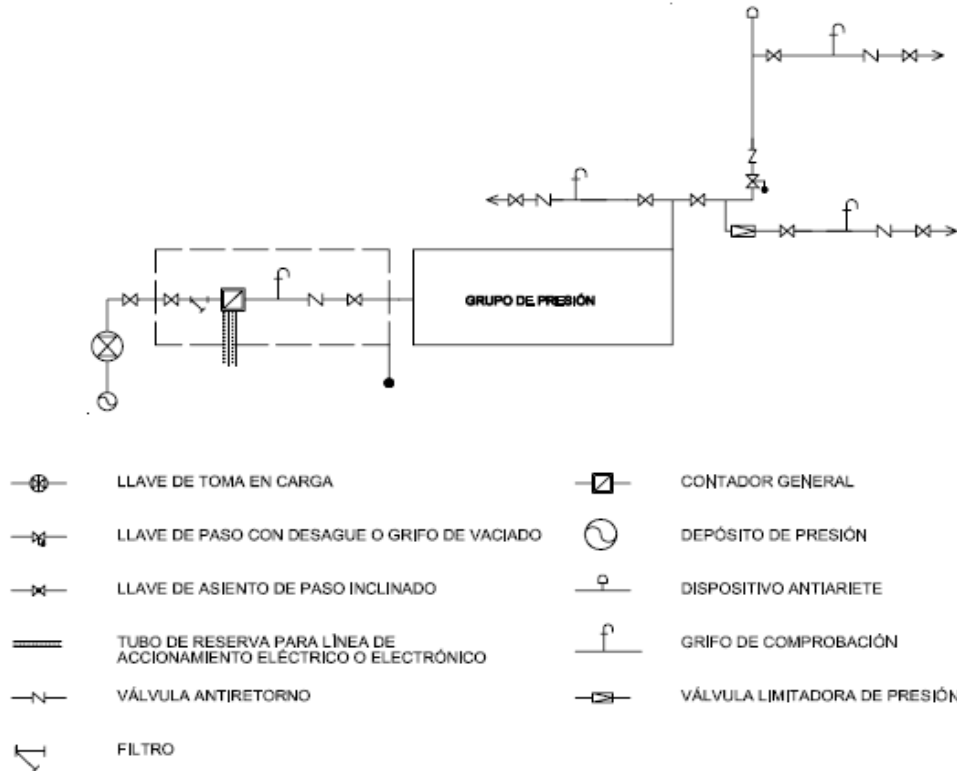 GRUPO DE PRESIÓN
LLAVE DE TOMA EN CARGA
LLAVE DE PASO CON DESAGUE O GRIFO DE VACIADO
LLAVE DE ASIENTO DE PASO INCLINADO
TUBO DE RESERVA PARA LÍNEA DE
ACCIONAMIENTO ELÉCTRICO O ELECTRÓNICO
VÁLVULA ANTIRETORNO
FILTRO
CONTADOR GENERAL
DEPÓSITO DE PRESIÓN
DISPOSITIVO ANTIARIETE
GRIFO DE COMPROBACIÓN
VÁLVULA LIMITADORA DE PRESIÓN